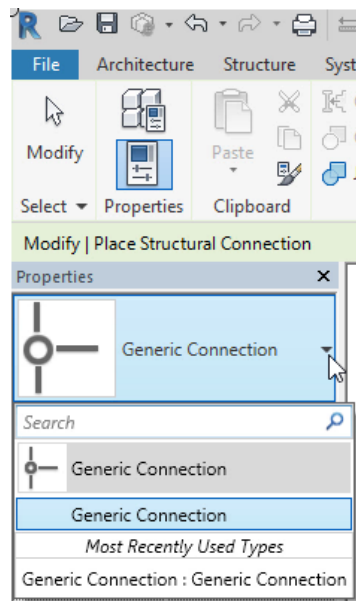 R
File Architecture Structure Syst
Modify Paste
Select Properties Clipboard
Modify | Place Structural Connection
Properties
Generic Connection
Search
Generic Connection
Generic Connection
Most Recently Used Types
Generic Connection : Generic Connection